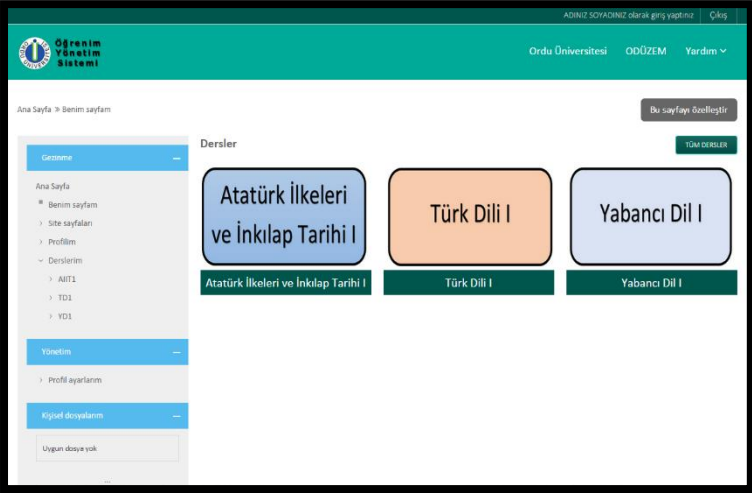 ADINIZ SOYADINIZ olarak giriş yaptınız Çıkış
Öğrenim
Yönetim
Sistemi
Ordu Üniversitesi ODÜZEM Yardım
Ana Sayfa » Benim sayfam
Bu sayfayı özelleştir
Gezinme
Ana Sayfa
Benim sayfam
Site sayfaları
Profilim
Derslerim
AIIT1
TD1
YD1
Yönetim
Profil ayarlarım
Kişisel dosyalarım
Uygun dosya yok
...
Dersler
TÜM DERSLER
Atatürk İlkeleri
ve İnkılap Tarihi I
Türk Dili I
Yabancı Dil I
Atatürk İlkeleri ve İnkılap Tarihi I
Türk Dili I
Yabancı Dil I